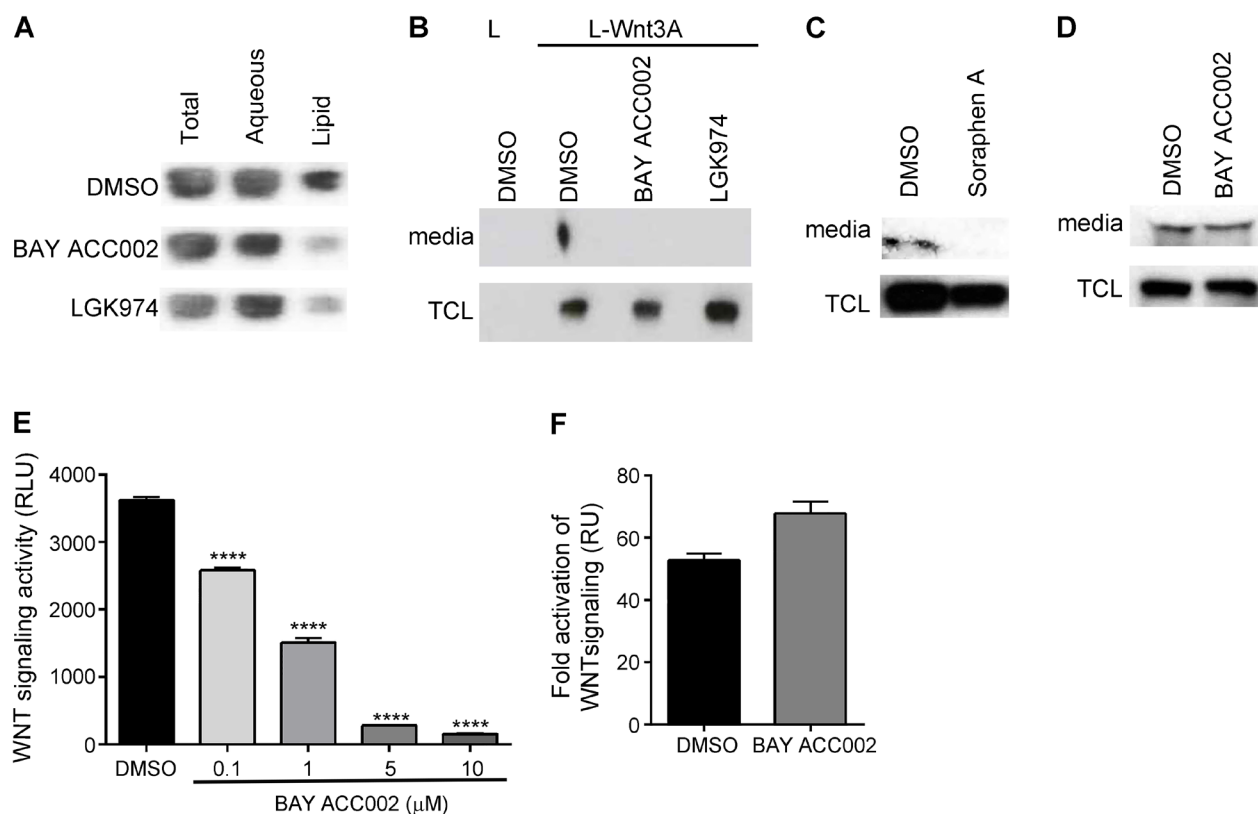 A
Total
Aqueous
Lipid
DMSO
BAY ACC002
LGK974
B
L
L-Wnt3A
DMSO
DMSO
BAY ACC002
LGK974
media
TCL
C
DMSO
Soraphen A
media
TCL
D
DMSO
BAY ACC002
media
TCL
E
WNT signaling activity (RLU)
4000
3000
2000
1000
0
****
****
****
****
DMSO
0.1
1
5
10
BAY ACC002 (μM)
F
Fold activation of
WNTsignaling (RU)
80
60
40
20
0
DMSO
BAY ACC002